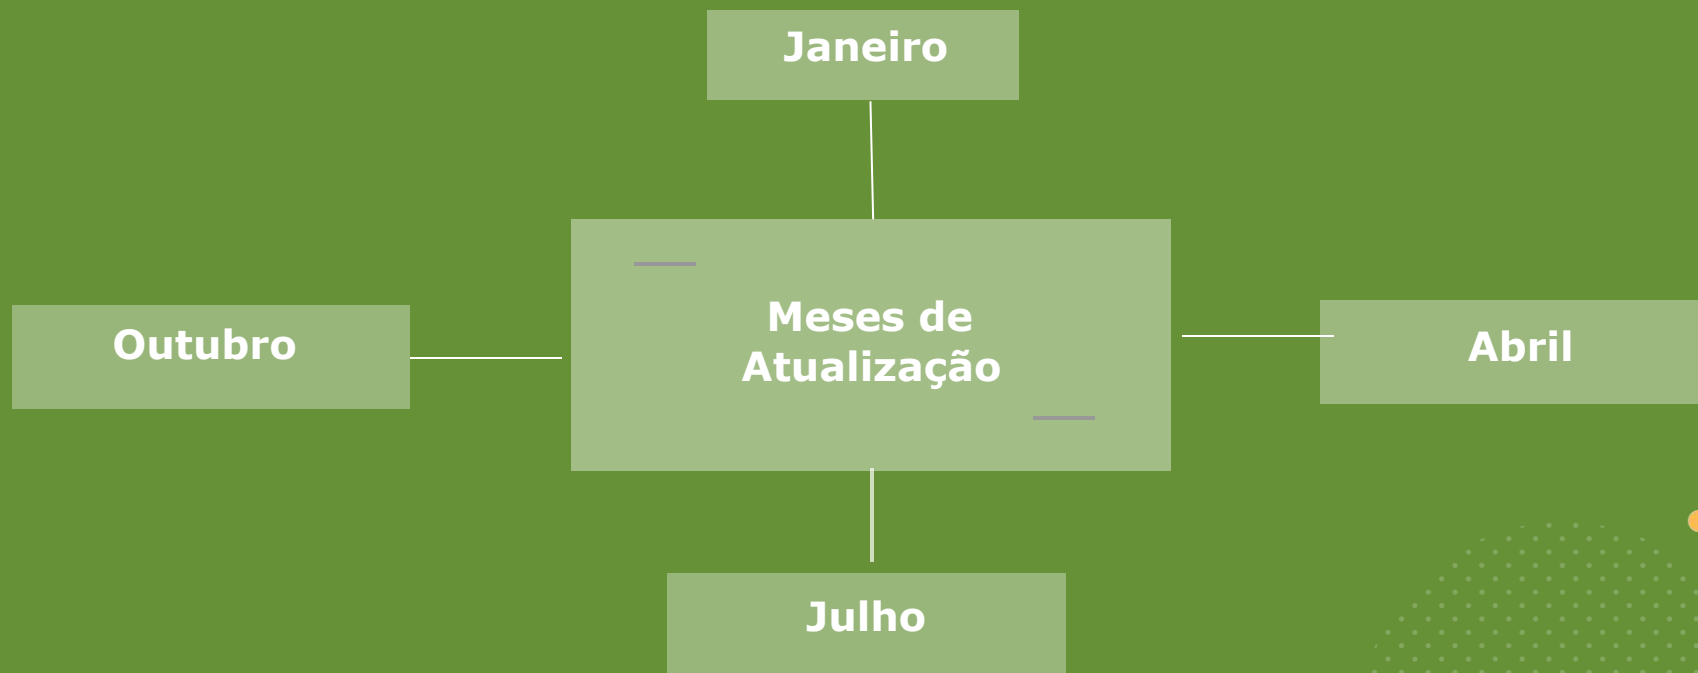 Janeiro
Meses de
Atualização
Outubro
Abril
Julho